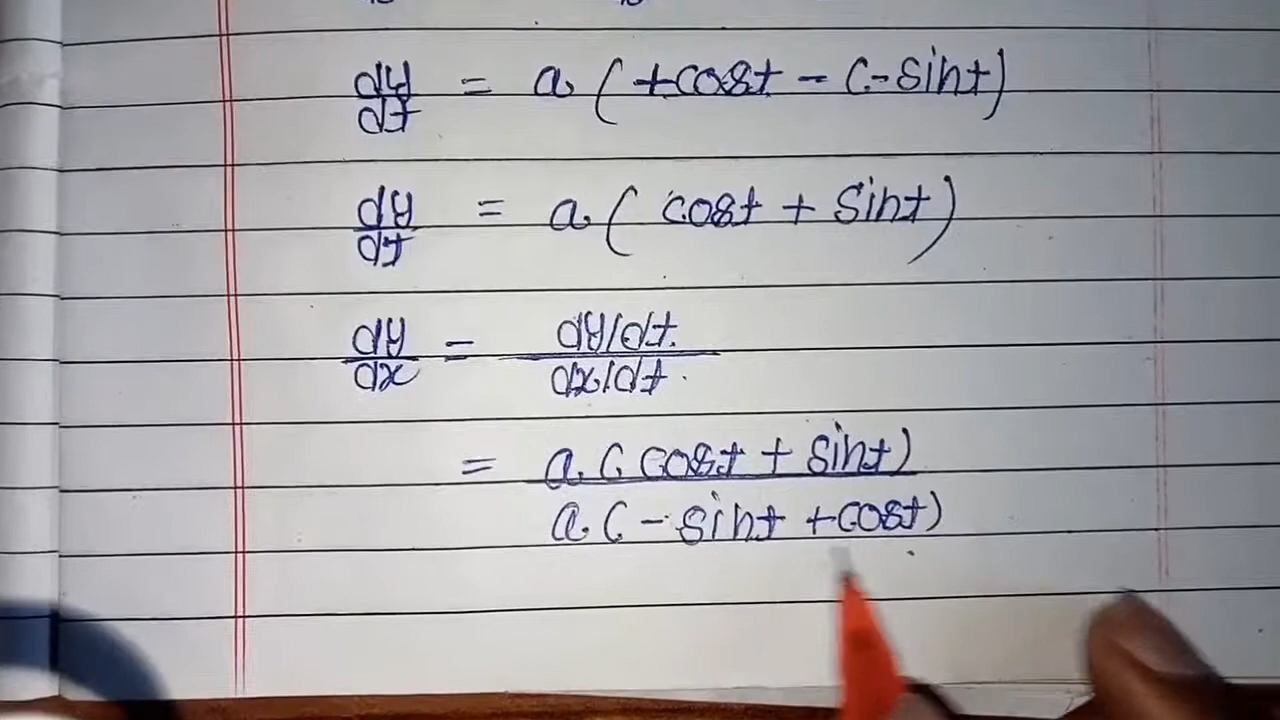 dy/dt = a (+cost - (-sint)
dy/dt = a ( cost + sint)
dy/dx = dy/dt / dx/dt
= a ( cost + sint) / a (-sint +cost)